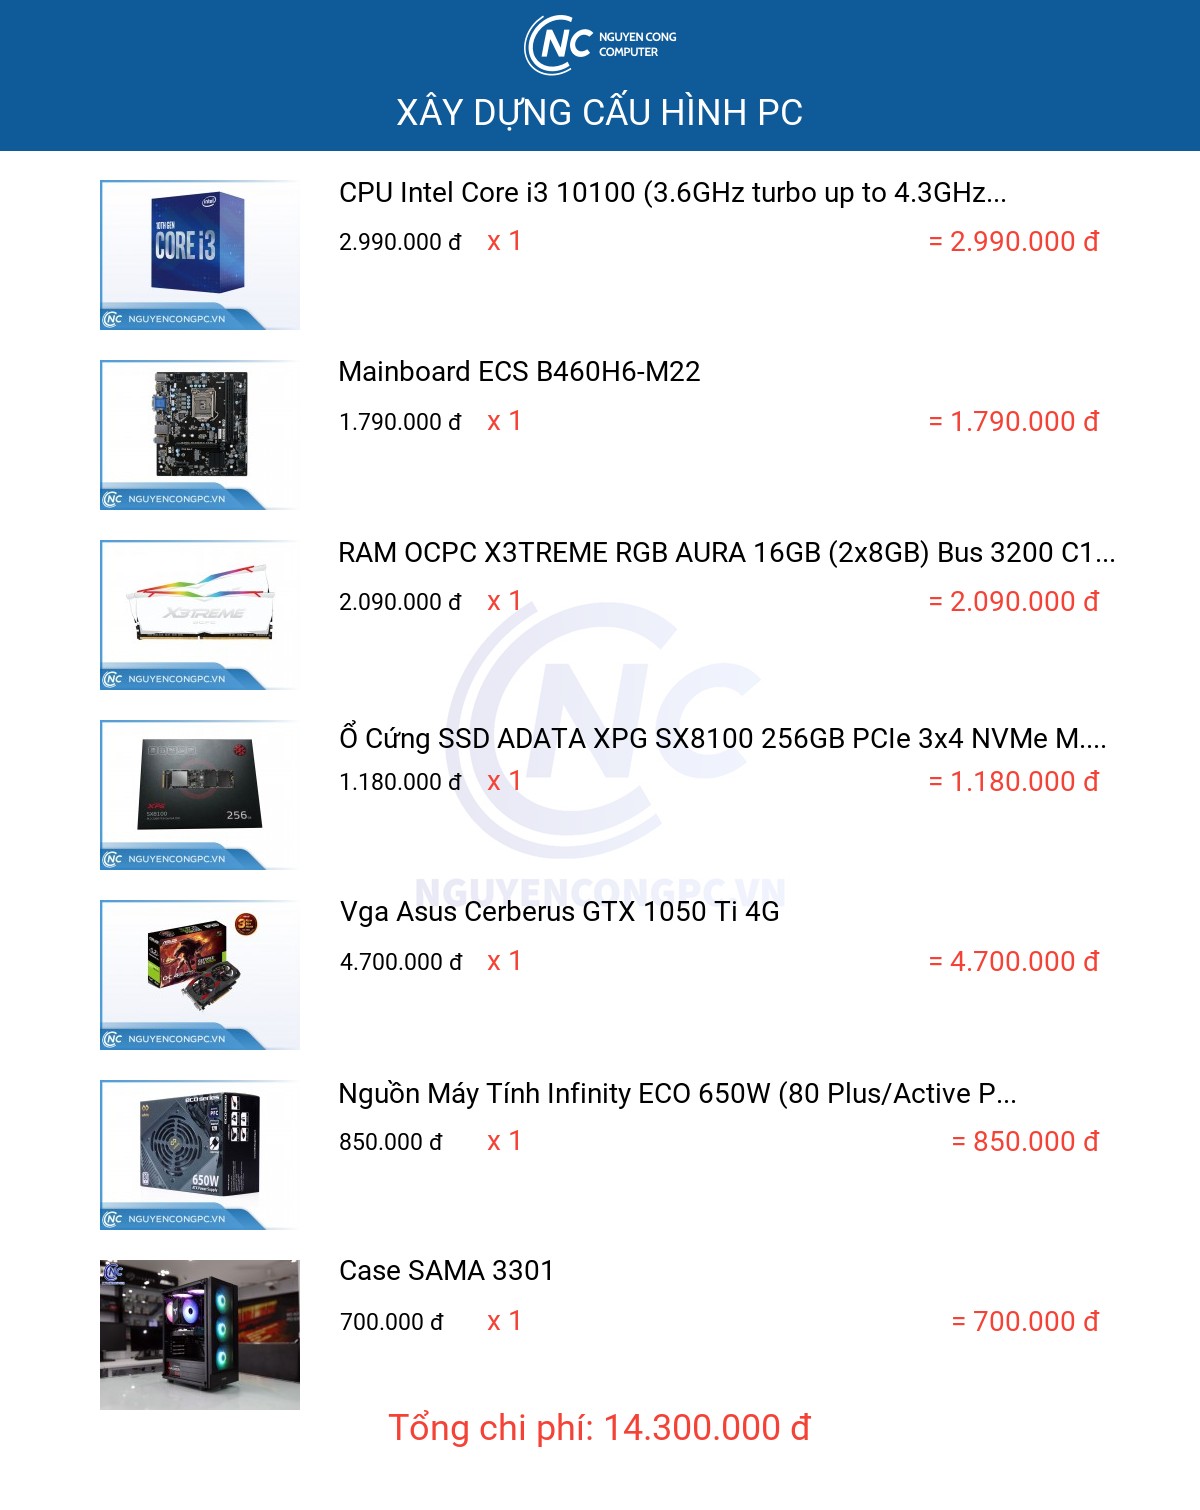 NC NGUYEN CONG
COMPUTER
XÂY DỰNG CẤU HÌNH PC
CPU Intel Core i3 10100 (3.6GHz turbo up to 4.3GHz...
2.990.000 đ x 1 = 2.990.000 đ
intel
10TH GEN
CORE i3
NC NGUYENCONGPC.VN
Mainboard ECS B460H6-M22
1.790.000 đ x 1 = 1.790.000 đ
NC NGUYENCONGPC.VN
RAM OCPC X3TREME RGB AURA 16GB (2x8GB) Bus 3200 C1...
2.090.000 đ x 1 = 2.090.000 đ
X3TREME
NC NGUYENCONGPC.VN
NC
NGUYENCONGPC.VN
Ổ Cứng SSD ADATA XPG SX8100 256GB PCIe 3x4 NVMe M....
1.180.000 đ x 1 = 1.180.000 đ
XPG
SX8100
256
NC NGUYENCONGPC.VN
Vga Asus Cerberus GTX 1050 Ti 4G
4.700.000 đ x 1 = 4.700.000 đ
3
NC NGUYENCONGPC.VN
Nguồn Máy Tính Infinity ECO 650W (80 Plus/Active P...
850.000 đ x 1 = 850.000 đ
eco series
PFC
650W
NC NGUYENCONGPC.VN
Case SAMA 3301
700.000 đ x 1 = 700.000 đ
NC
Tổng chi phí: 14.300.000 đ